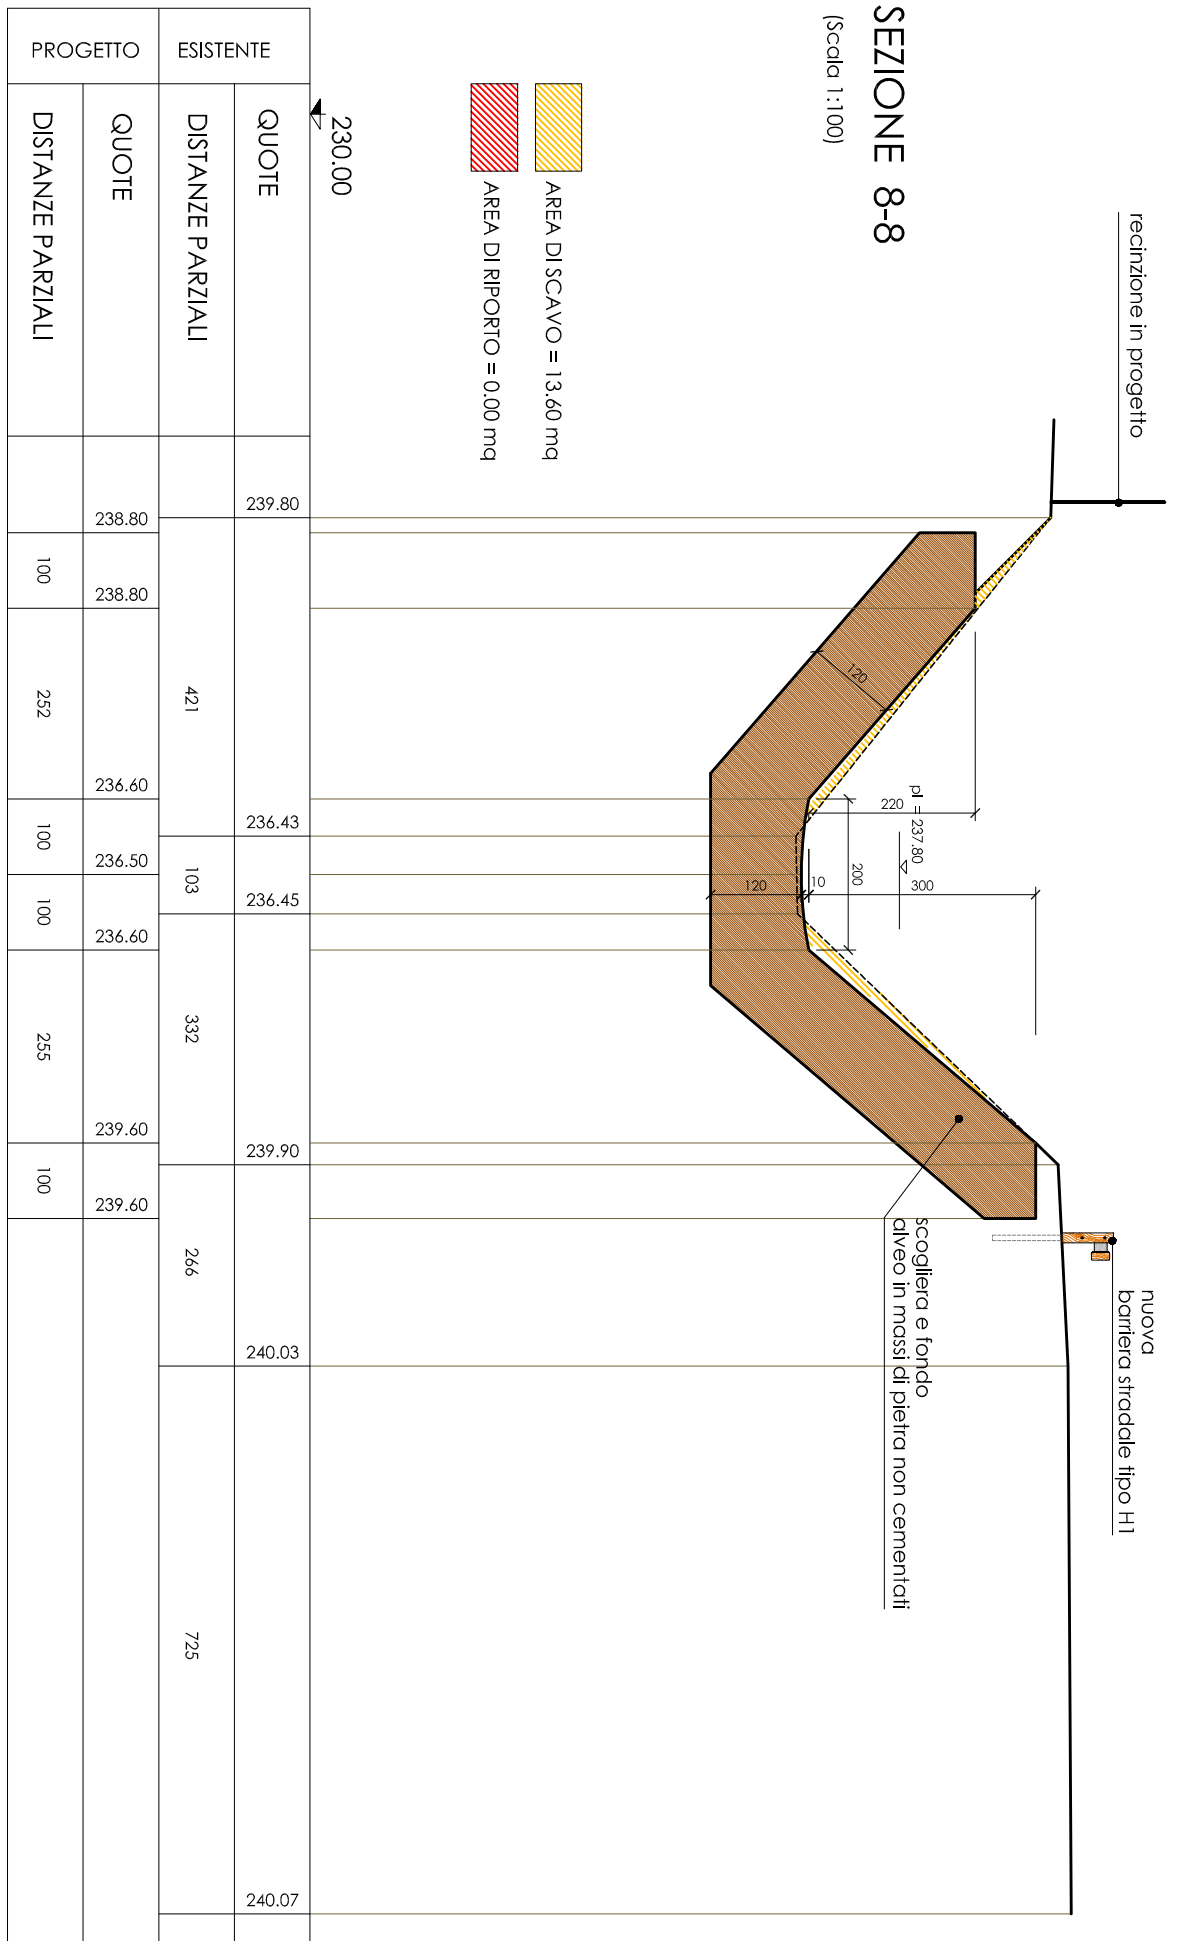 SEZIONE 8-8
(Scala 1:100)
recinzione in progetto
AREA DI SCAVO = 13.60 mq
AREA DI RIPORTO = 0.00 mq
230.00
nuova
barriera stradale tipo H1
scogliera e fondo
alveo in massi di pietra non cementati
pl = 237.80
220
300
200
10
120
120
ESISTENTE
QUOTE
239.80
236.43
236.45
239.90
240.03
240.07
DISTANZE PARZIALI
421
103
332
266
725
PROGETTO
QUOTE
238.80
238.80
236.60
236.50
236.60
239.60
239.60
DISTANZE PARZIALI
100
252
100
100
255
100